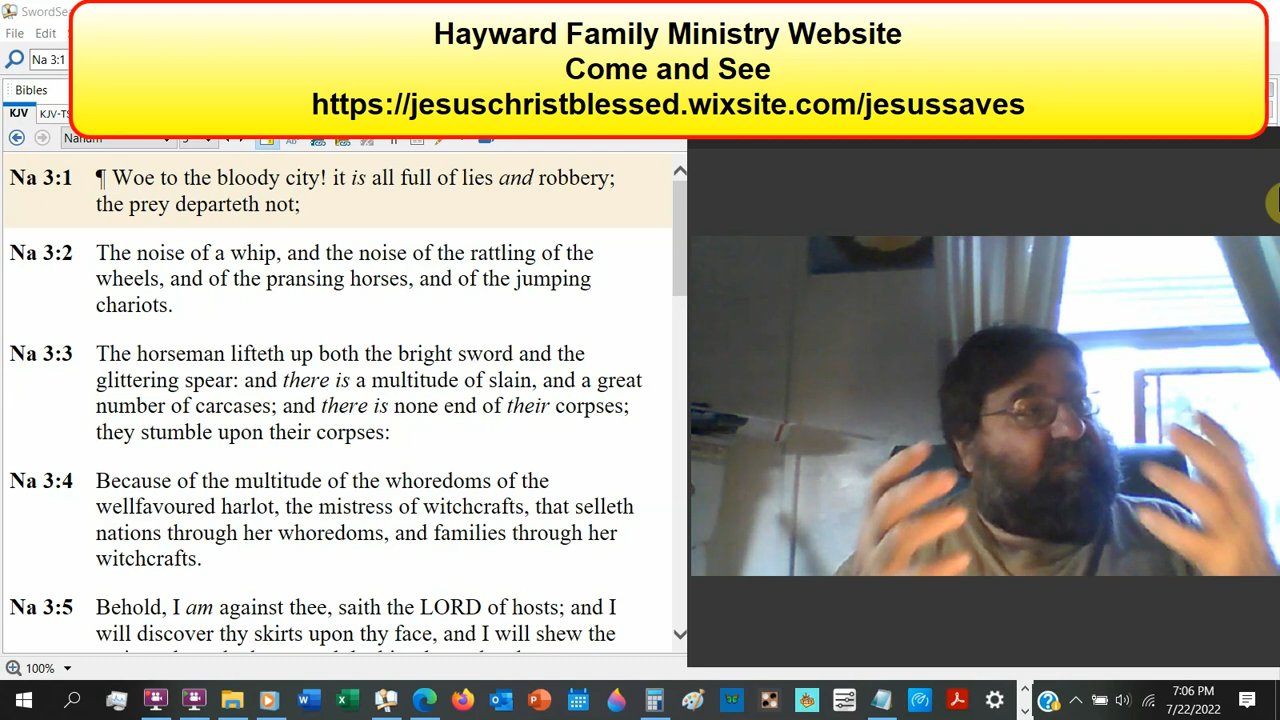 Hayward Family Ministry Website
Come and See
https://jesuschristblessed.wixsite.com/jesussaves
SwordSe
File Edit
Na 3:1
Bibles
KJV KJV-TS
Nahum
Na 3:1 ¶ Woe to the bloody city! it is all full of lies and robbery;
the prey departeth not;
Na 3:2 The noise of a whip, and the noise of the rattling of the
wheels, and of the pransing horses, and of the jumping
chariots.
Na 3:3 The horseman lifteth up both the bright sword and the
glittering spear: and there is a multitude of slain, and a great
number of carcases; and there is none end of their corpses;
they stumble upon their corpses:
Na 3:4 Because of the multitude of the whoredoms of the
wellfavoured harlot, the mistress of witchcrafts, that selleth
nations through her whoredoms, and families through her
witchcrafts.
Na 3:5 Behold, I am against thee, saith the LORD of hosts; and I
will discover thy skirts upon thy face, and I will shew the
100%
7:06 PM
7/22/2022